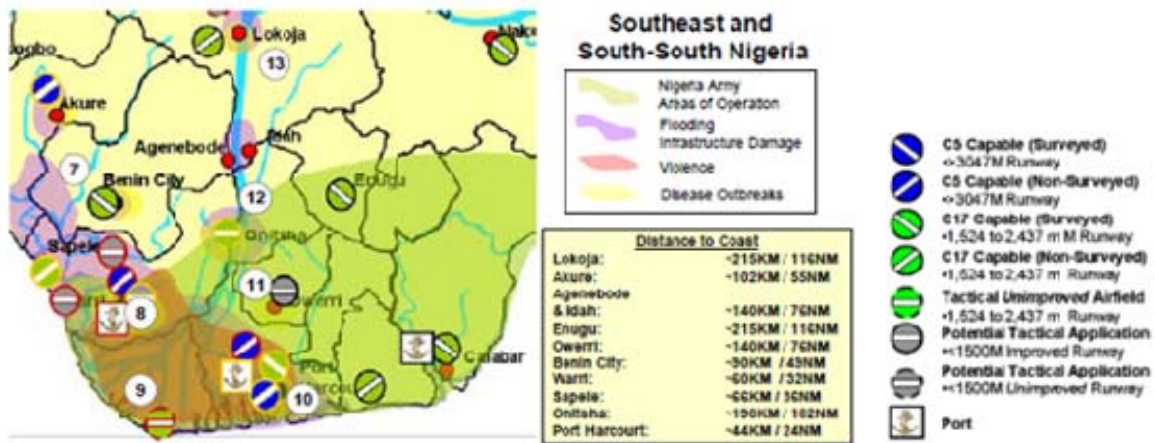 Southeast and
South-South Nigeria
Nigeria Army
Areas of Operation
Flooding
Infrastructure Damage
Violence
Disease Outbreaks
Lokoja
13
Akure
7
Agenebode
Idah
Benin City
12
Enugu
Sapele
Onitsha
11
Owerri
8
Calabar
Port
9
10
Distance to Coast
Lokoja: ~215KM / 116NM
Akure: ~102KM / 55NM
Agenebode
& Idah: ~140KM / 76NM
Enugu: ~215KM / 116NM
Owerri: ~140KM / 76NM
Benin City: ~90KM / 49NM
Warri: ~60KM / 32NM
Sapele: ~66KM / 36NM
Onitsha: ~190KM / 102NM
Port Harcourt: ~44KM / 24NM
C5 Capable (Surveyed)
3047M Runway
C5 Capable (Non-Surveyed)
3047M Runway
C17 Capable (Surveyed)
•1,524 to 2,437 m M Runway
C17 Capable (Non-Surveyed)
•1,524 to 2,437 m Runway
Tactical Unimproved Airfield
•1,524 to 2,437 m Runway
Potential Tactical Application
•<1500M Improved Runway
Potential Tactical Application
•<1500M Unimproved Runway
Port